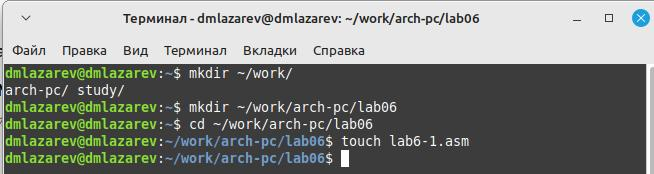 Терминал - dmlazarev@dmlazarev: ~/work/arch-pc/lab06
Файл Правка Вид Терминал Вкладки Справка
dmlazarev@dmlazarev:~$ mkdir ~/work/
arch-pc/ study/
dmlazarev@dmlazarev:~$ mkdir ~/work/arch-pc/lab06
dmlazarev@dmlazarev:~$ cd ~/work/arch-pc/lab06
dmlazarev@dmlazarev:~/work/arch-pc/lab06$ touch lab6-1.asm
dmlazarev@dmlazarev:~/work/arch-pc/lab06$